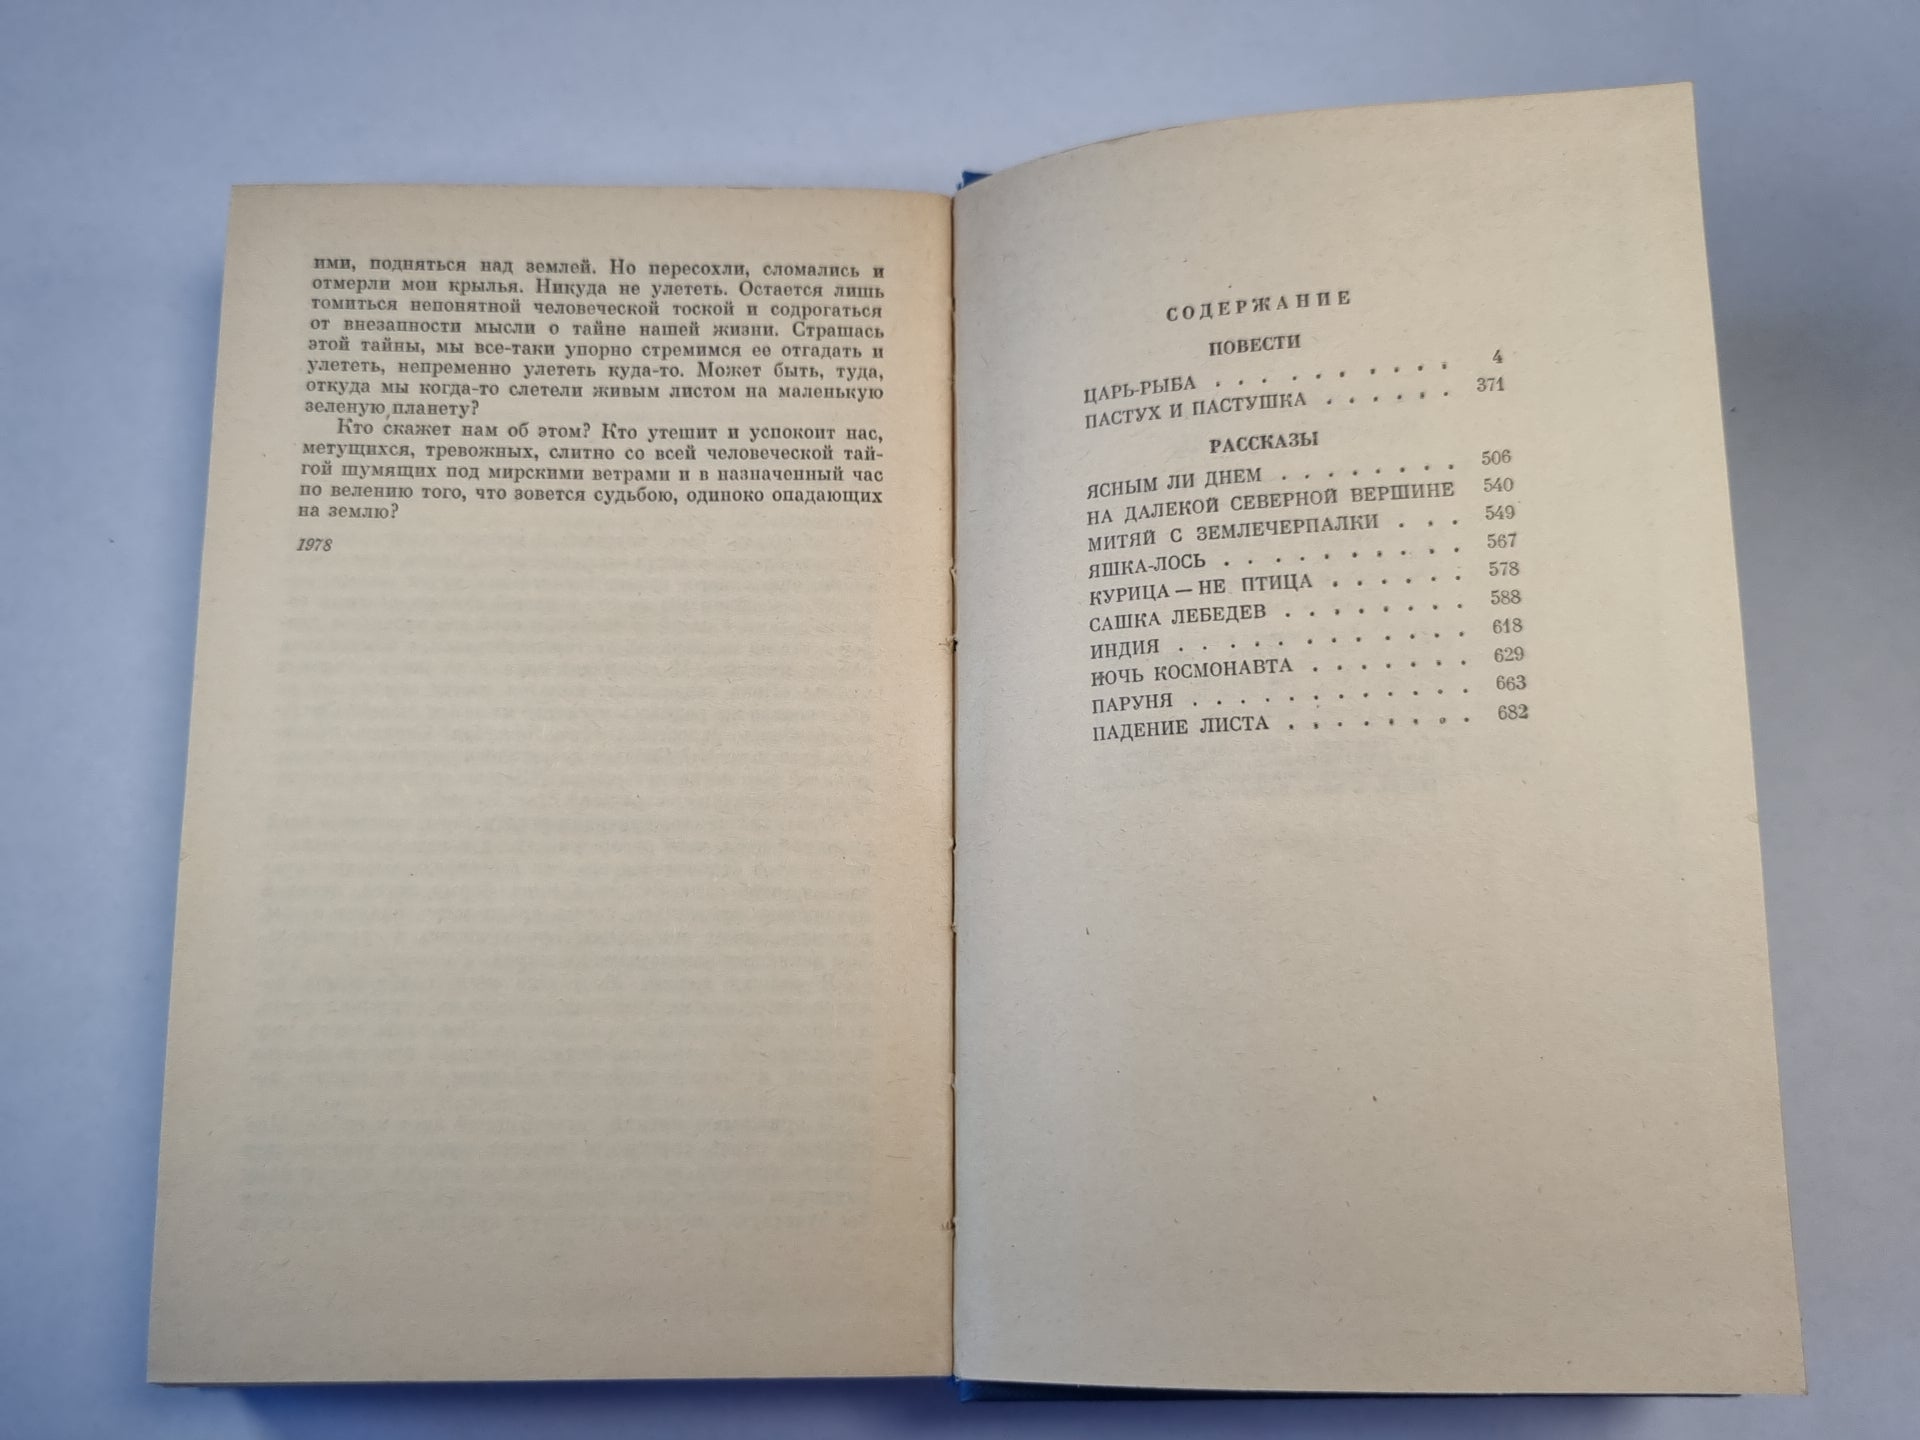 ими, подняться над землей. Но пересохли, сломались и
отмерли мои крылья. Никуда не улететь. Остается лишь
томиться непонятной человеческой тоской и содрогаться
от внезапности мысли о тайне нашей жизни. Страшась
этой тайны, мы все-таки упорно стремимся ее отгадать и
улететь, непременно улететь куда-то. Может быть, туда,
откуда мы когда-то слетели живым листом на маленькую
зеленую планету?
Кто скажет нам об этом? Кто утешит и успокоит нас,
метущихся, тревожных, слитно со всей человеческой тай-
гой шумящих под мирскими ветрами и в назначенный час
по велению того, что зовется судьбою, одиноко опадающих
на землю?
1978
СОДЕРЖАНИЕ
ПОВЕСТИ
ЦАРЬ-РЫБА . . . . . . . . . . 4
ПАСТУХ И ПАСТУШКА . . . . . . 371
РАССКАЗЫ
ЯСНЫМ ЛИ ДНЕМ . . . . . . . . 506
НА ДАЛЕКОЙ СЕВЕРНОЙ ВЕРШИНЕ 540
МИТЯЙ С ЗЕМЛЕЧЕРПАЛКИ . . . 549
ЯШКА-ЛОСЬ . . . . . . . . . . 567
КУРИЦА — НЕ ПТИЦА . . . . . . 578
САШКА ЛЕБЕДЕВ . . . . . . . . 588
ИНДИЯ . . . . . . . . . . . . 618
НОЧЬ КОСМОНАВТА . . . . . . . 629
ПАРУНЯ . . . . . . . . . . . . 663
ПАДЕНИЕ ЛИСТА . . . . . . . . 682